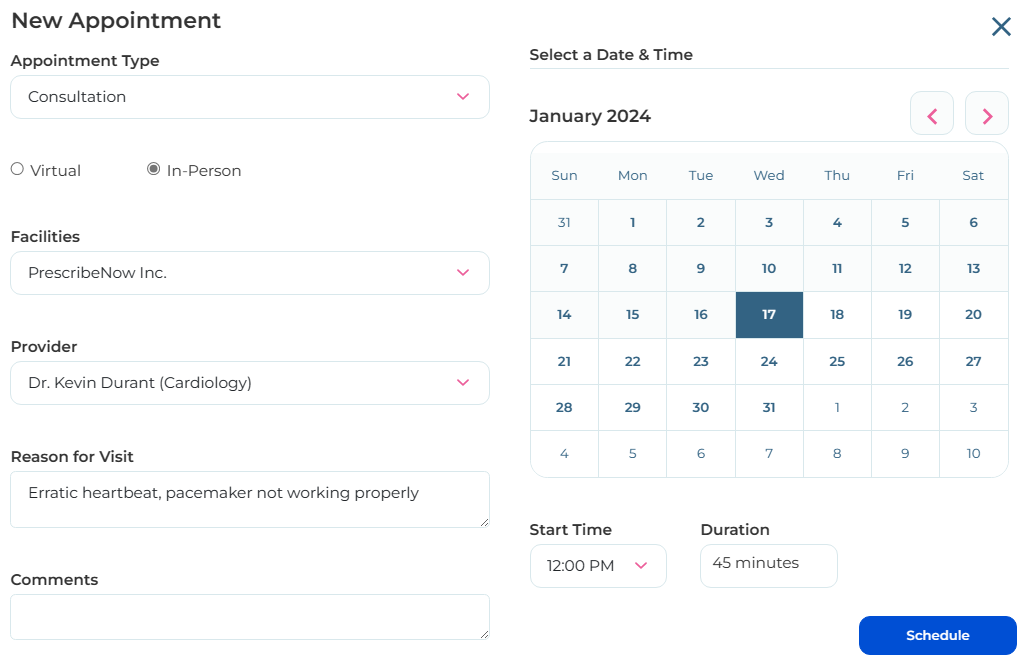 New Appointment
Appointment Type
Consultation
Virtual In-Person
Facilities
PrescribeNow Inc.
Provider
Dr. Kevin Durant (Cardiology)
Reason for Visit
Erratic heartbeat, pacemaker not working properly
Comments
Select a Date & Time
January 2024
Sun Mon Tue Wed Thu Fri Sat
31 1 2 3 4 5 6
7 8 9 10 11 12 13
14 15 16 17 18 19 20
21 22 23 24 25 26 27
28 29 30 31 1 2 3
4 5 6 7 8 9 10
Start Time Duration
12:00 PM 45 minutes
Schedule